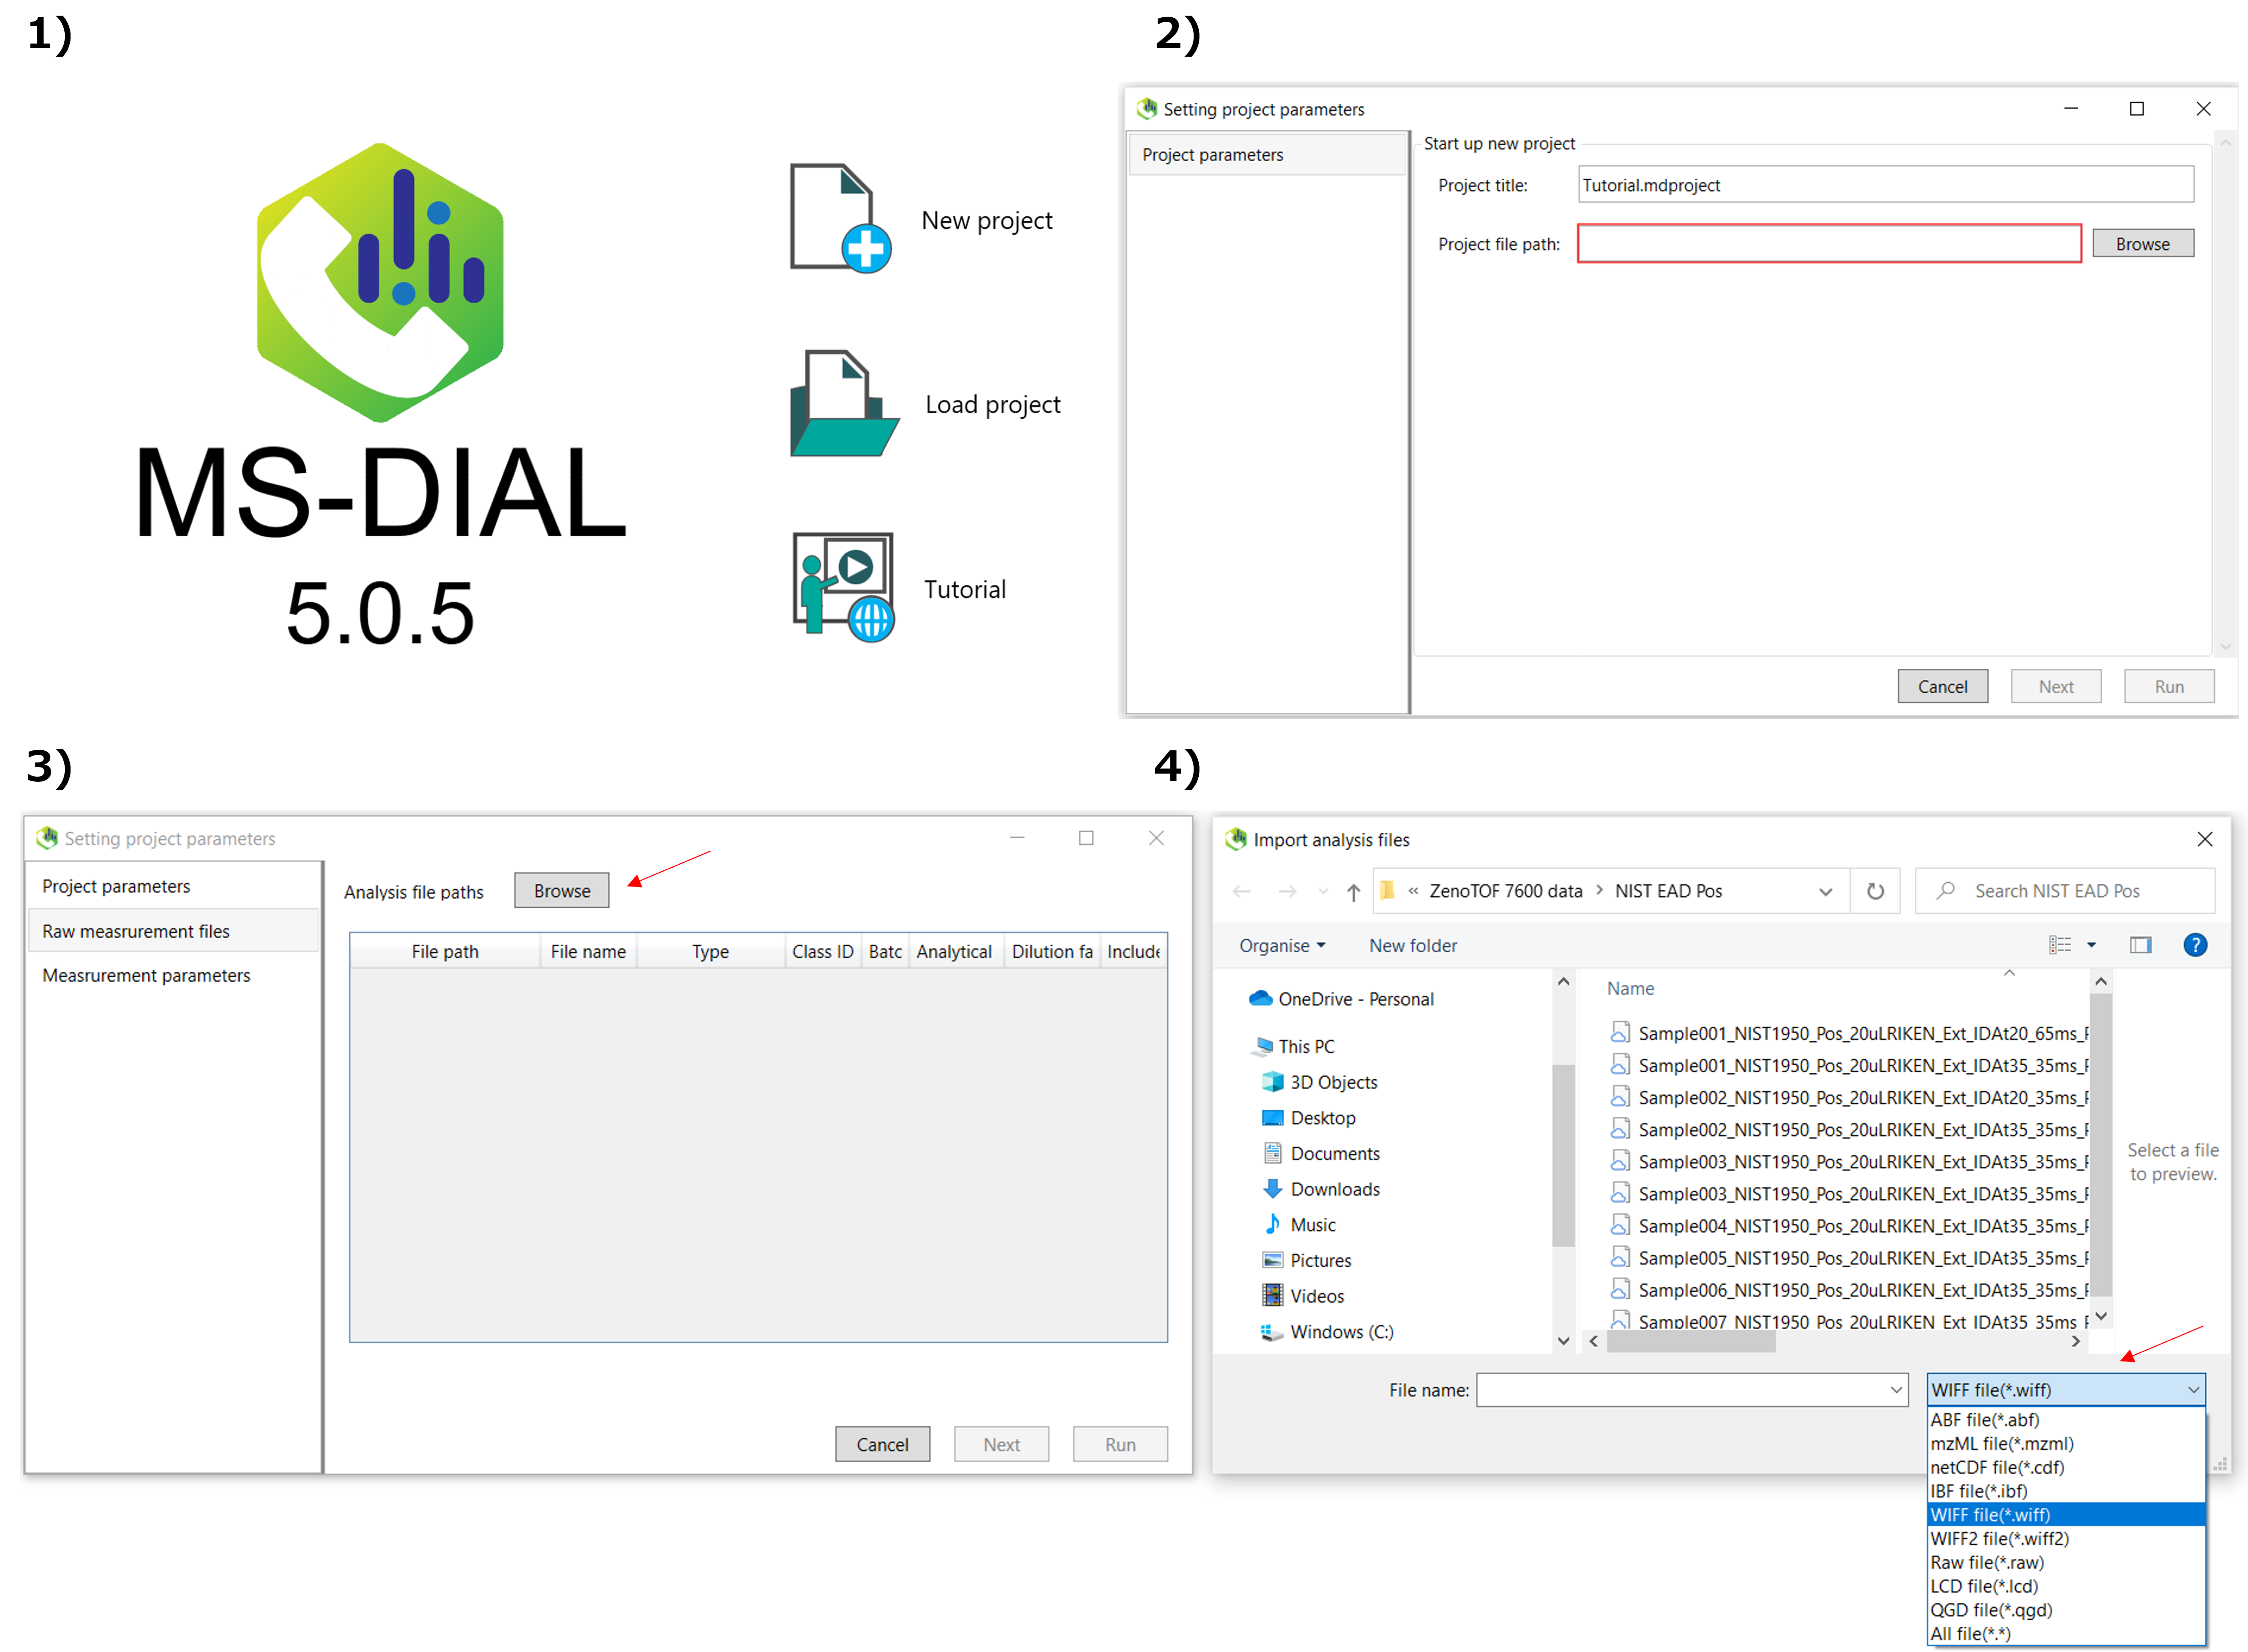 1)
MS-DIAL
5.0.5
New project
Load project
Tutorial
2)
Setting project parameters
Project parameters
Start up new project
Project title:
Tutorial.mdproject
Project file path:
Browse
Cancel
Next
Run
3)
Setting project parameters
Project parameters
Raw measrurement files
Measrurement parameters
Analysis file paths
Browse
File path
File name
Type
Class ID
Batc
Analytical
Dilution fa
Include
Cancel
Next
Run
4)
Import analysis files
« ZenoTOF 7600 data > NIST EAD Pos
Search NIST EAD Pos
Organise
New folder
?
OneDrive - Personal
This PC
3D Objects
Desktop
Documents
Downloads
Music
Pictures
Videos
Windows (C:)
Name
Sample001_NIST1950_Pos_20uLRIKEN_Ext_IDAt20_65ms_
Sample001_NIST1950_Pos_20uLRIKEN_Ext_IDAt35_35ms_
Sample002_NIST1950_Pos_20uLRIKEN_Ext_IDAt20_35ms_
Sample002_NIST1950_Pos_20uLRIKEN_Ext_IDAt35_35ms_
Sample003_NIST1950_Pos_20uLRIKEN_Ext_IDAt35_35ms_
Sample003_NIST1950_Pos_20uLRIKEN_Ext_IDAt35_35ms_
Sample004_NIST1950_Pos_20uLRIKEN_Ext_IDAt35_35ms_
Sample005_NIST1950_Pos_20uLRIKEN_Ext_IDAt35_35ms_
Sample006_NIST1950_Pos_20uLRIKEN_Ext_IDAt35_35ms_
Sample007_NIST1950_Pos_20uLRIKEN_Ext_IDAt35_35ms_
Select a file
to preview.
File name:
WIFF file(*.wiff)
ABF file(*.abf)
mzML file(*.mzml)
netCDF file(*.cdf)
IBF file(*.ibf)
WIFF file(*.wiff)
WIFF2 file(*.wiff2)
Raw file(*.raw)
LCD file(*.lcd)
QGD file(*.qgd)
All file(*.*)